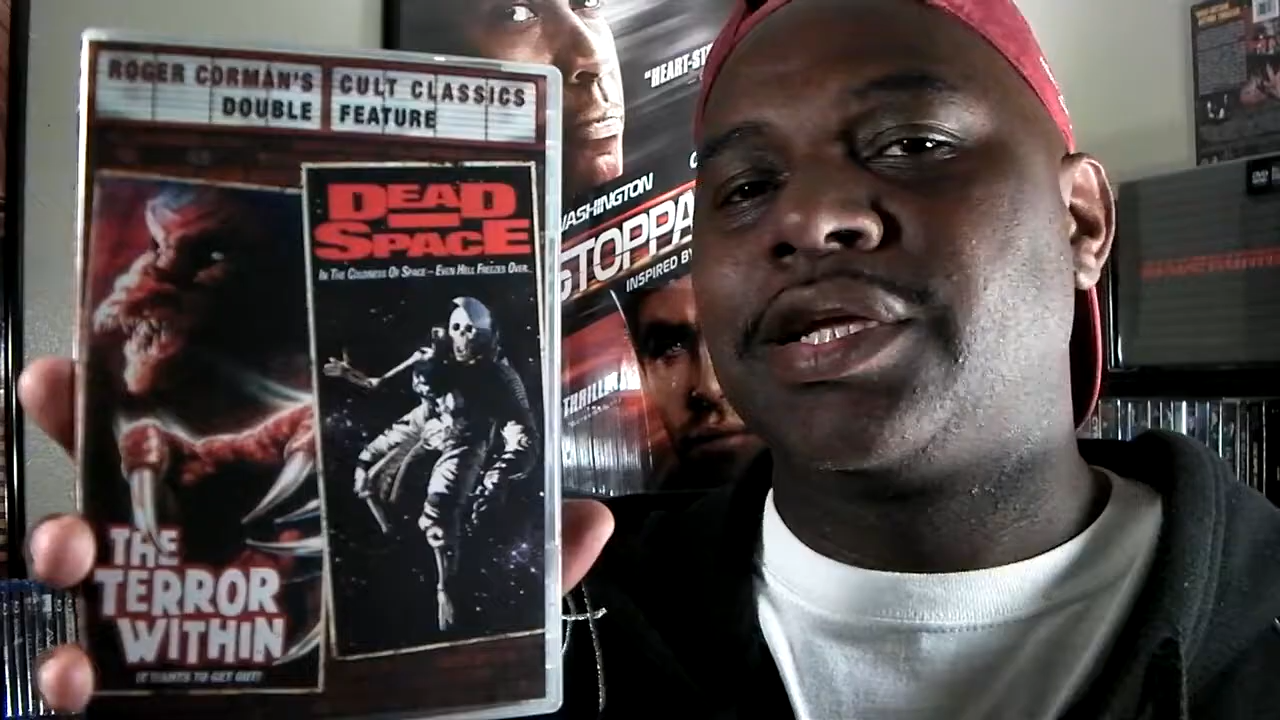 ROGER CORMAN'S CULT CLASSICS
DOUBLE FEATURE
DEAD
SPACE
IN THE COLDNESS OF SPACE - EVEN HELL FREEZES OVER...
THE
TERROR
WITHIN
IT WANTS TO GET OUT!
"HEART-ST
WASHINGTON
STOPPA
INSPIRED BY
DVD